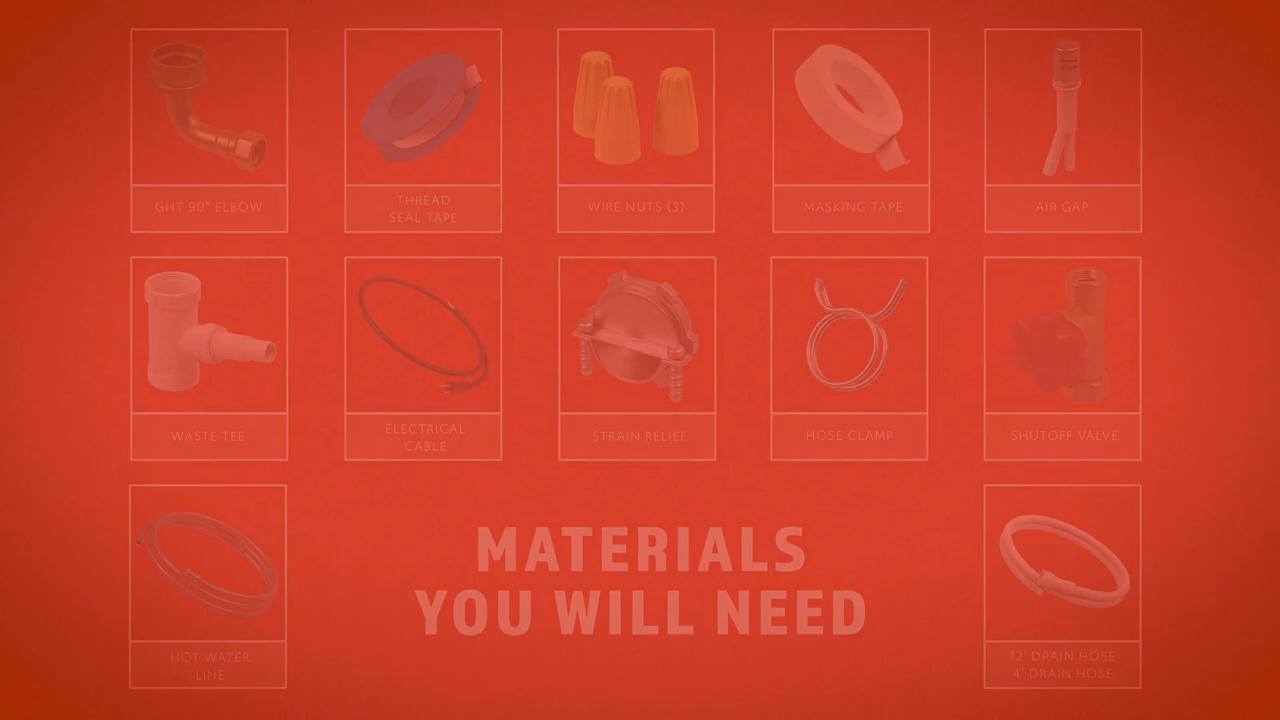 GHT 90° ELBOW
THREAD
SEAL TAPE
WIRE NUTS (3)
MASKING TAPE
AIR GAP
WASTE TEE
ELECTRICAL
CABLE
STRAIN RELIEF
HOSE CLAMP
SHUTOFF VALVE
HOT WATER
LINE
MATERIALS
YOU WILL NEED
12' DRAIN HOSE
4' DRAIN HOSE